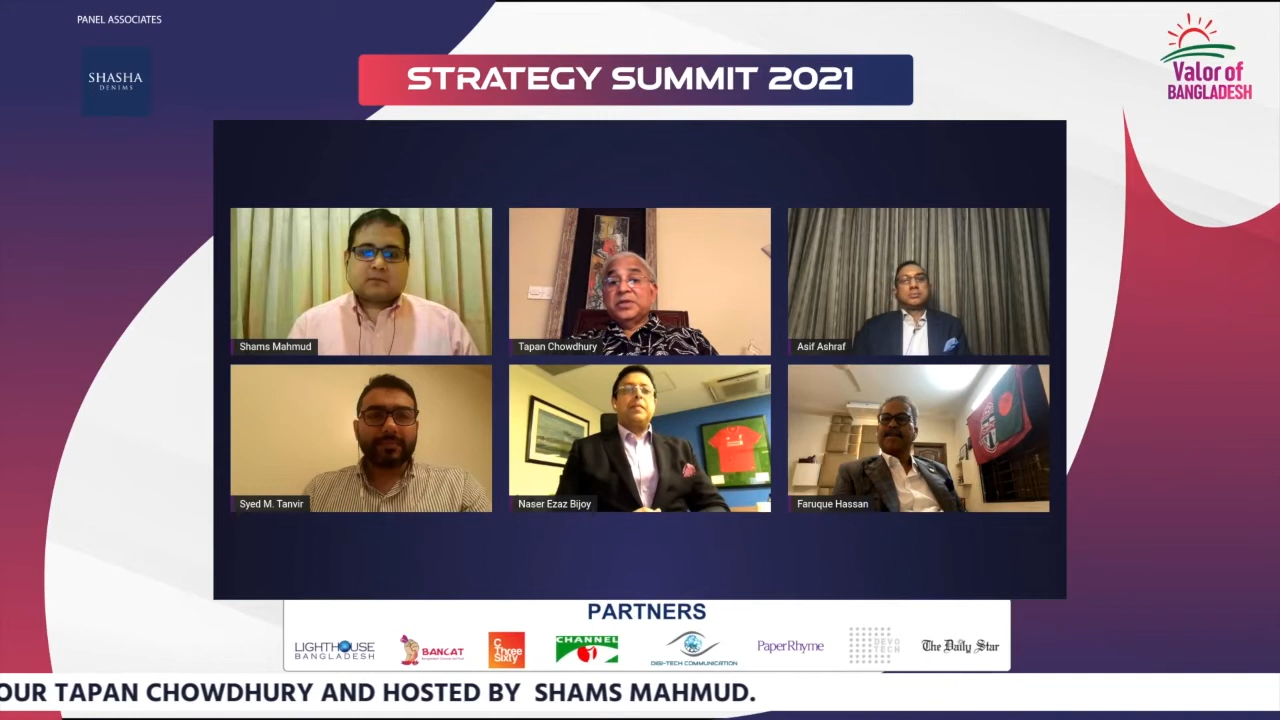 PANEL ASSOCIATES
SHASHA
DENIMS
STRATEGY SUMMIT 2021
Valor of
BANGLADESH
Shams Mahmud
Tapan Chowdhury
Asif Ashraf
Syed M. Tanvir
Naser Ezaz Bijoy
Faruque Hassan
PARTNERS
LIGHTHOUSE
BANGLADESH
BANCAT
C
Three
Sixty
CHANNEL
DIGI-TECH COMMUNICATION
PaperRhyme
DEVO
TECH
The Daily Star
OUR TAPAN CHOWDHURY AND HOSTED BY SHAMS MAHMUD.